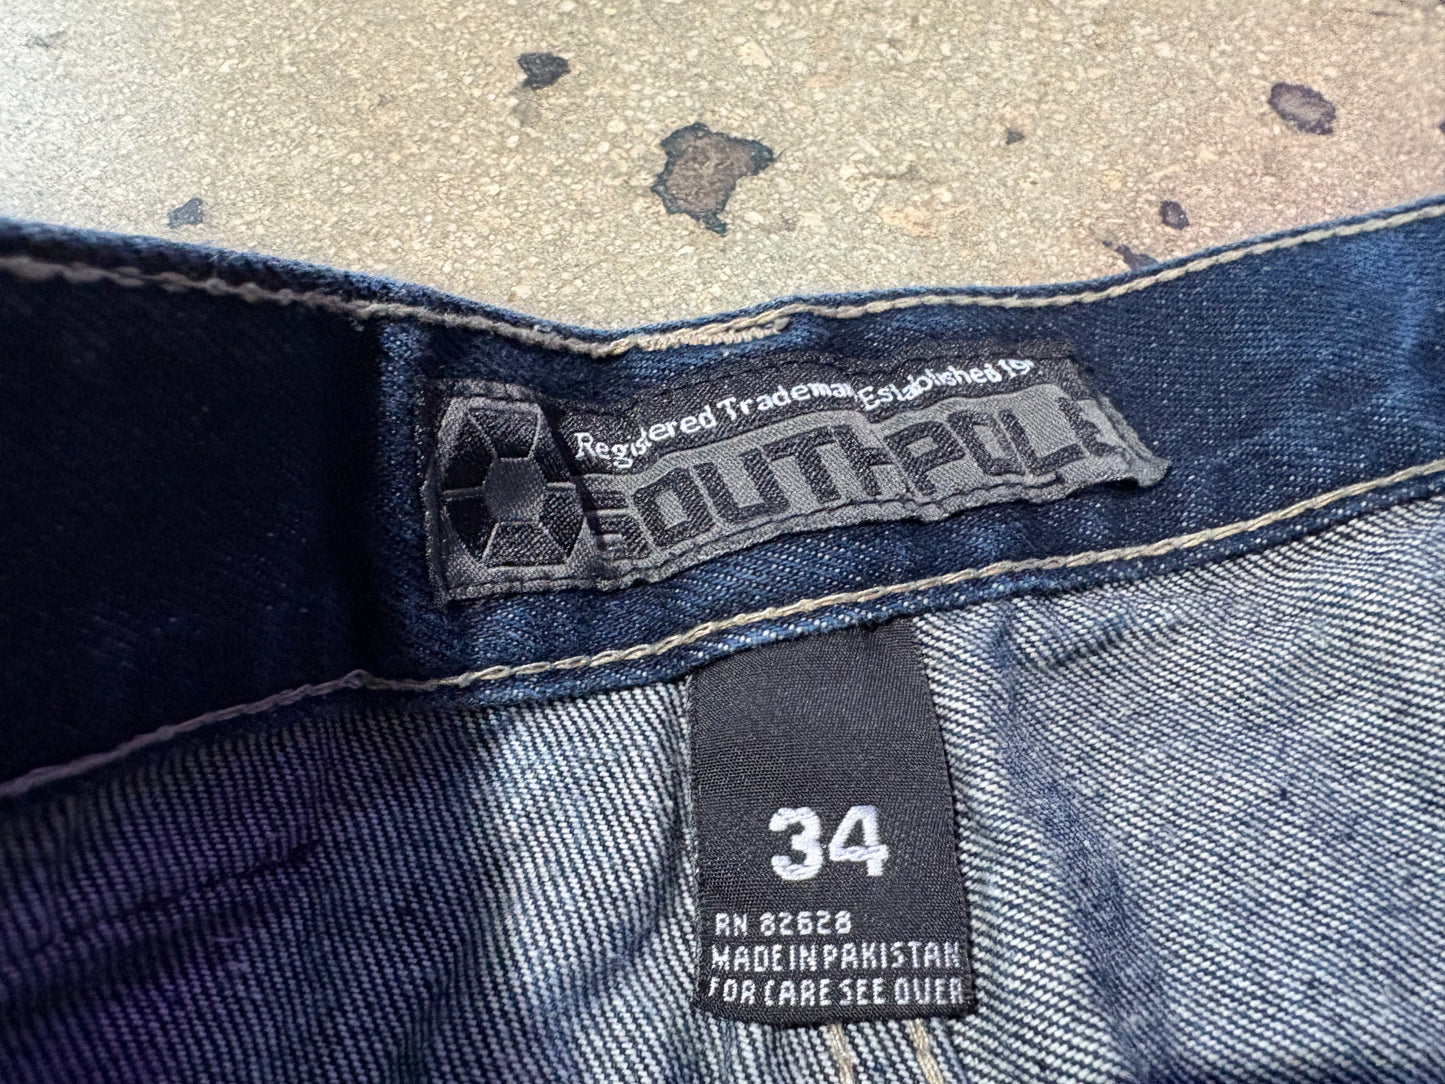 Registered Trademar Established 19
SOUTHPOLE
34
RN 82628
MADE IN PAKISTAN
FOR CARE SEE OVER